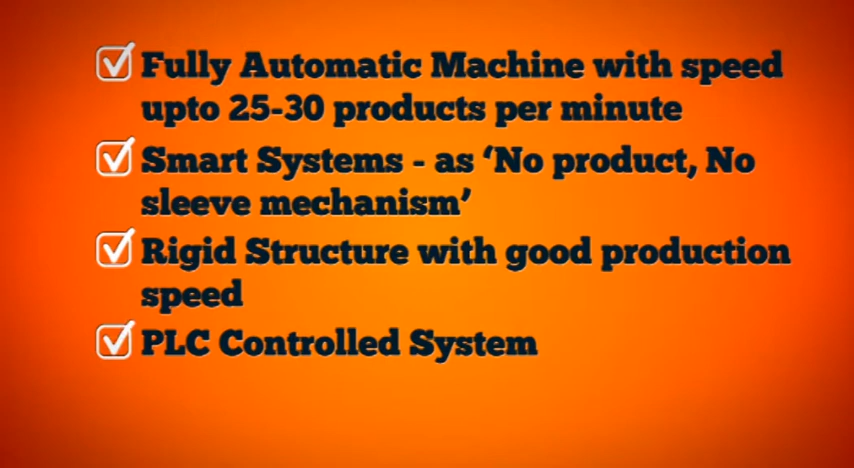 Fully Automatic Machine with speed
upto 25-30 products per minute
Smart Systems - as ‘No product, No
sleeve mechanism’
Rigid Structure with good production
speed
PLC Controlled System